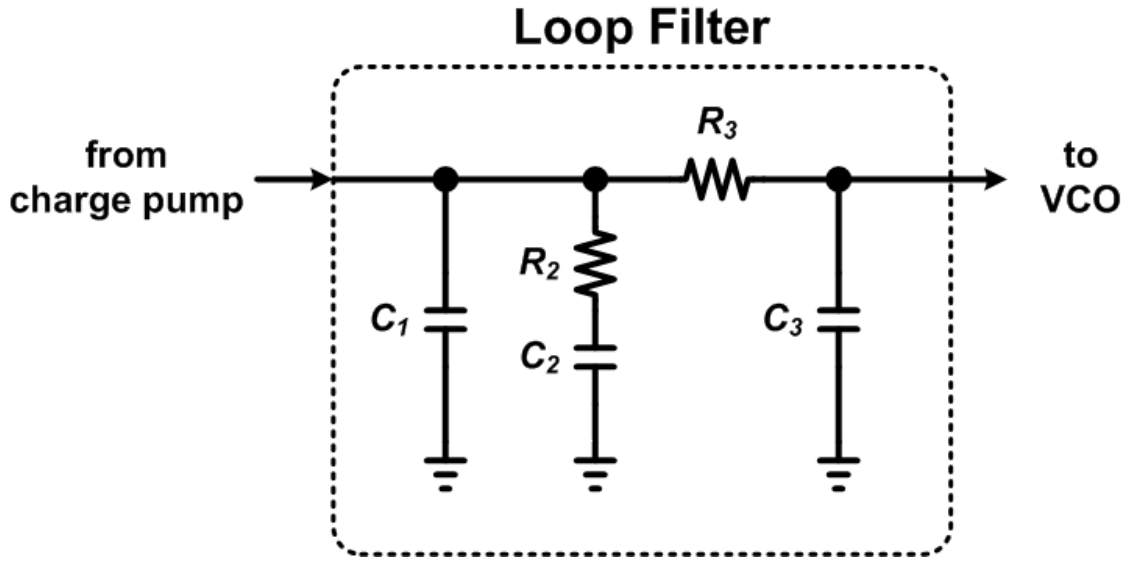 Loop Filter
R3
from
charge pump
to
VCO
R2
C1
C2
C3